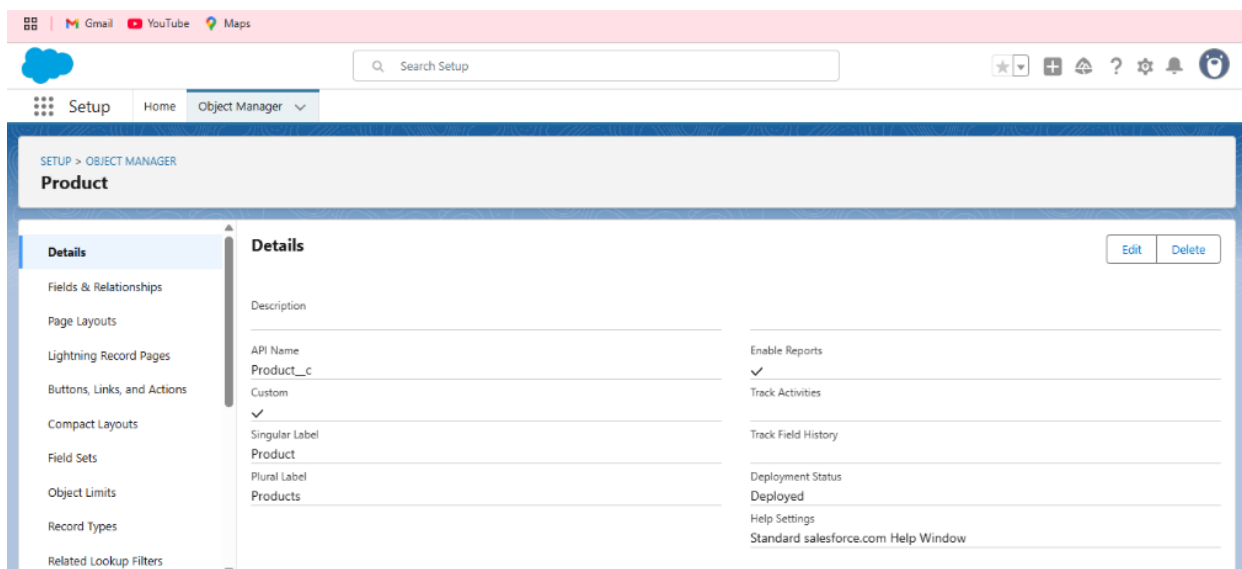 Gmail YouTube Maps
Search Setup
Setup Home Object Manager
SETUP > OBJECT MANAGER
Product
Details
Fields & Relationships
Page Layouts
Lightning Record Pages
Buttons, Links, and Actions
Compact Layouts
Field Sets
Object Limits
Record Types
Related Lookup Filters
Details
Edit Delete
Description
API Name
Product__c
Custom
Singular Label
Product
Plural Label
Products
Enable Reports
Track Activities
Track Field History
Deployment Status
Deployed
Help Settings
Standard salesforce.com Help Window